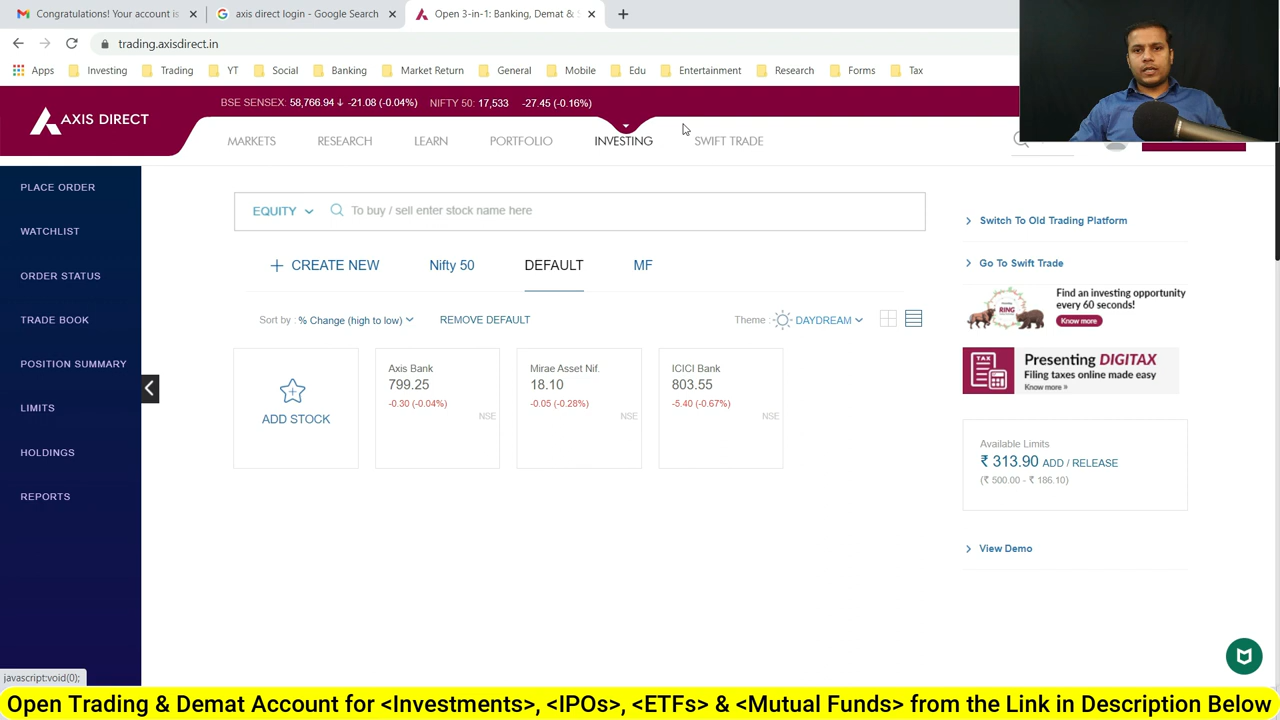 Congratulations! Your account is
axis direct login - Google Search
Open 3-in-1: Banking, Demat & S
trading.axisdirect.in
Apps Investing Trading YT Social Banking Market Return General Mobile Edu Entertainment Research Forms Tax
AXIS DIRECT
BSE SENSEX: 58,766.94 ↓ -21.08 (-0.04%) NIFTY 50: 17,533 -27.45 (-0.16%)
MARKETS RESEARCH LEARN PORTFOLIO INVESTING SWIFT TRADE
PLACE ORDER
WATCHLIST
ORDER STATUS
TRADE BOOK
POSITION SUMMARY
LIMITS
HOLDINGS
REPORTS
EQUITY To buy / sell enter stock name here
+ CREATE NEW Nifty 50 DEFAULT MF
Sort by : % Change (high to low) REMOVE DEFAULT Theme : DAYDREAM
ADD STOCK
Axis Bank
799.25
-0.30 (-0.04%)
NSE
Mirae Asset Nif.
18.10
-0.05 (-0.28%)
NSE
ICICI Bank
803.55
-5.40 (-0.67%)
NSE
Switch To Old Trading Platform
Go To Swift Trade
RING
Find an investing opportunity
every 60 seconds!
Know more
TAX
Presenting DIGITAX
Filing taxes online made easy
Know more »
Available Limits
₹ 313.90 ADD / RELEASE
(₹ 500.00 - ₹ 186.10)
View Demo
javascript:void(0);
Open Trading & Demat Account for <Investments>, <IPOs>, <ETFs> & <Mutual Funds> from the Link in Description Below